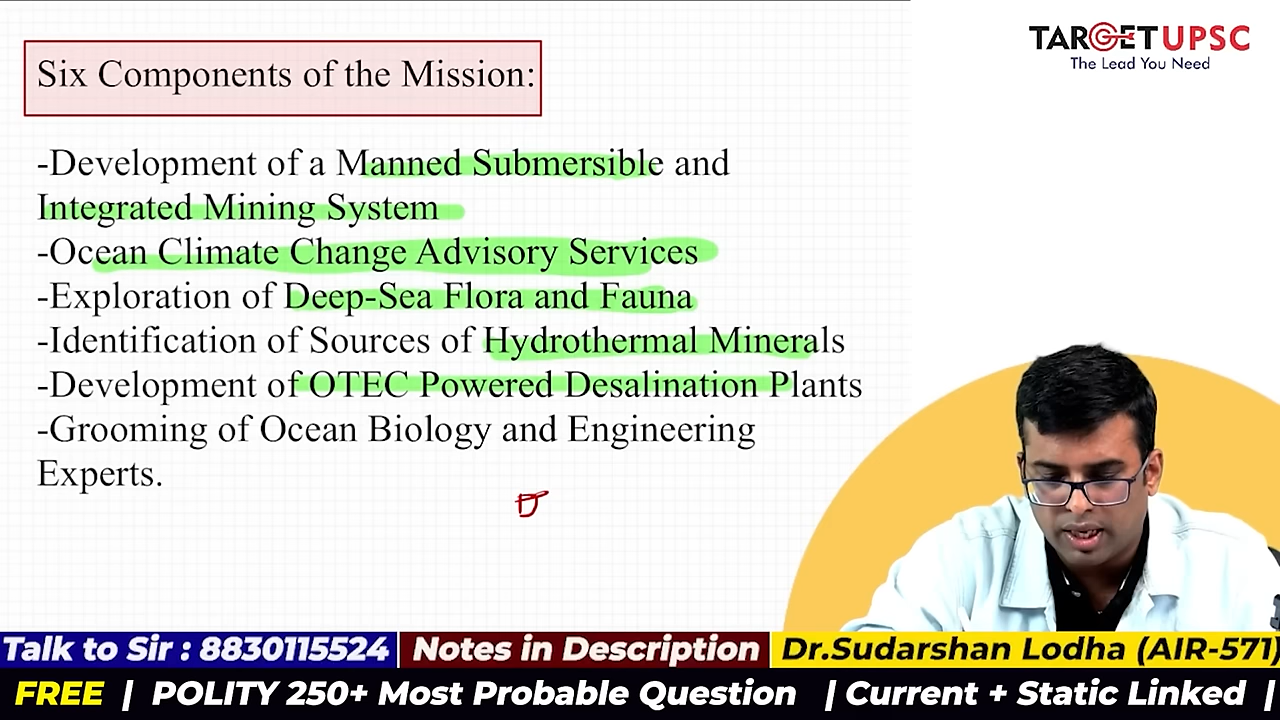 TARGET UPSC
The Lead You Need
Six Components of the Mission:
-Development of a Manned Submersible and
Integrated Mining System
-Ocean Climate Change Advisory Services
-Exploration of Deep-Sea Flora and Fauna
-Identification of Sources of Hydrothermal Minerals
-Development of OTEC Powered Desalination Plants
-Grooming of Ocean Biology and Engineering
Experts.
Talk to Sir : 8830115524
Notes in Description
Dr.Sudarshan Lodha (AIR-571)
FREE | POLITY 250+ Most Probable Question | Current + Static Linked |